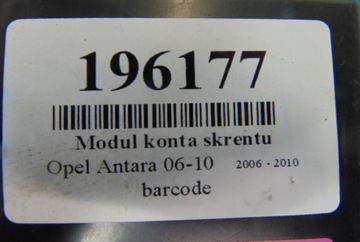 196177
Modul konta skrentu
Opel Antara 06-10 2006 - 2010
barcode